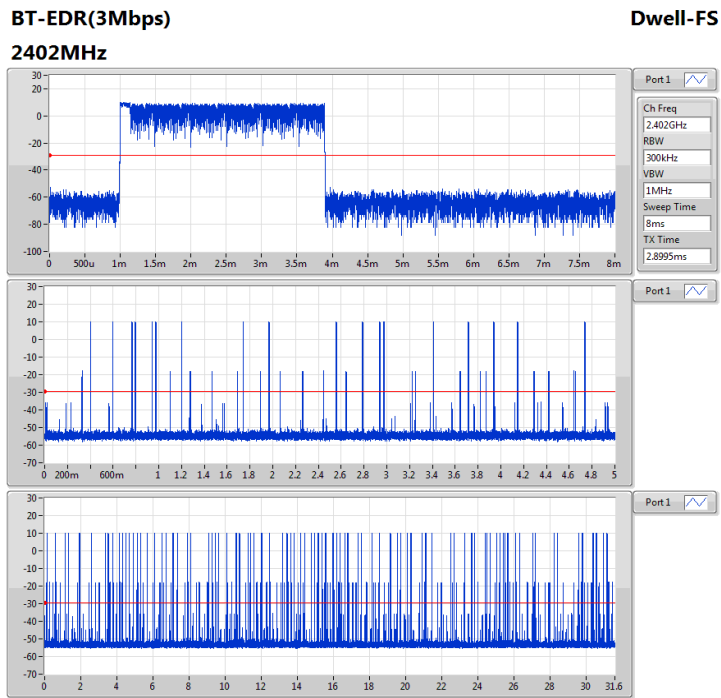 BT-EDR(3Mbps) Dwell-FS
2402MHz
30
20
0
-20
-40
-60
-80
-100
0 500u 1m 1.5m 2m 2.5m 3m 3.5m 4m 4.5m 5m 5.5m 6m 6.5m 7m 7.5m 8m
Port 1
Ch Freq
2.402GHz
RBW
300kHz
VBW
1MHz
Sweep Time
8ms
TX Time
2.8995ms
30
20
10
0
-10
-20
-30
-40
-50
-60
-70
0 200m 600m 1 1.2 1.4 1.6 1.8 2 2.2 2.4 2.6 2.8 3 3.2 3.4 3.6 3.8 4 4.2 4.4 4.6 4.8 5
Port 1
30
20
10
0
-10
-20
-30
-40
-50
-60
-70
0 2 4 6 8 10 12 14 16 18 20 22 24 26 28 30 31.6
Port 1